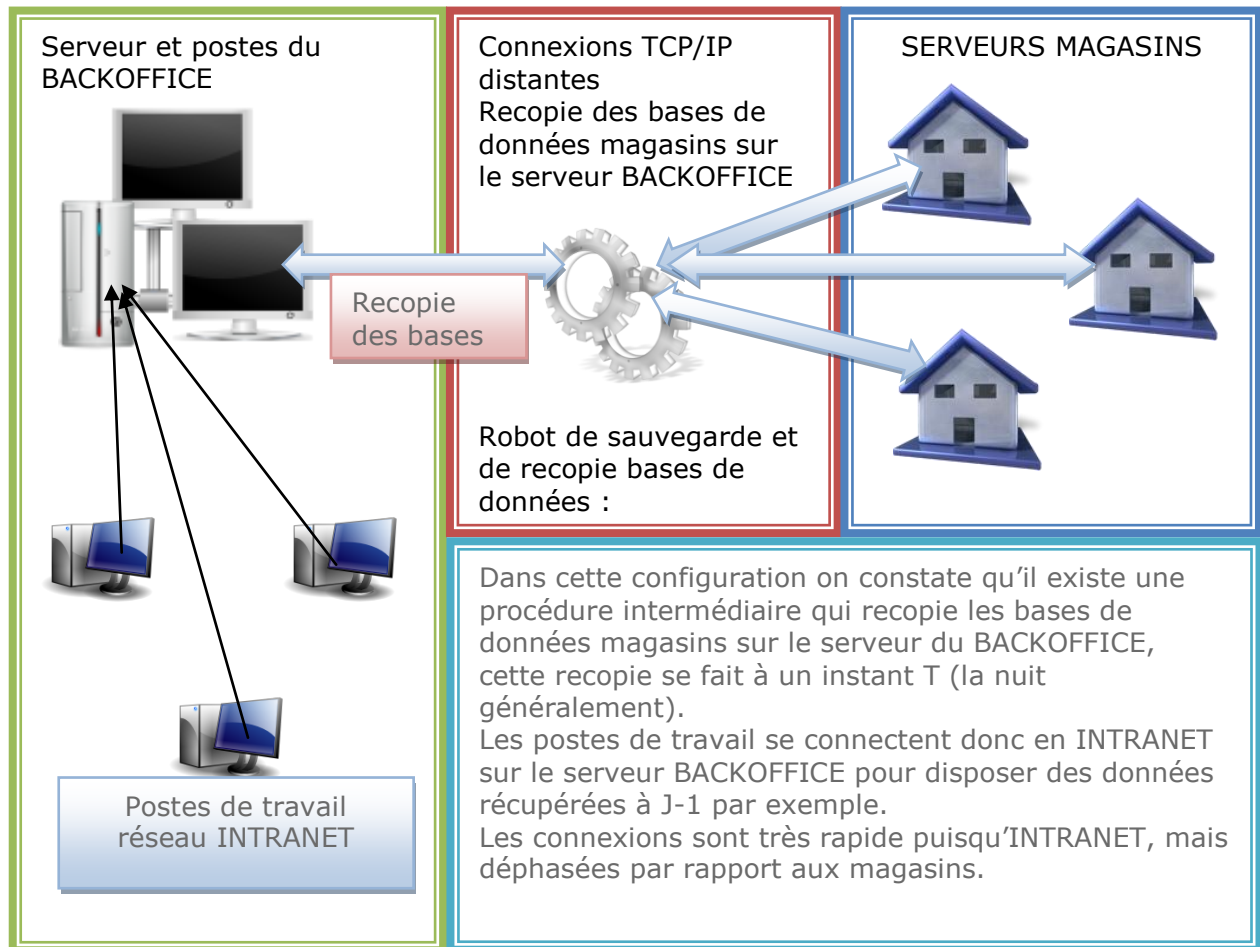 Serveur et postes du
BACKOFFICE
Connexions TCP/IP
distantes
Recopie des bases de
données magasins sur
le serveur BACKOFFICE
SERVEURS MAGASINS
Recopie
des bases
Robot de sauvegarde et
de recopie bases de
données :
Postes de travail
réseau INTRANET
Dans cette configuration on constate qu’il existe une
procédure intermédiaire qui recopie les bases de
données magasins sur le serveur du BACKOFFICE,
cette recopie se fait à un instant T (la nuit
généralement).
Les postes de travail se connectent donc en INTRANET
sur le serveur BACKOFFICE pour disposer des données
récupérées à J-1 par exemple.
Les connexions sont très rapide puisqu’INTRANET, mais
déphasées par rapport aux magasins.